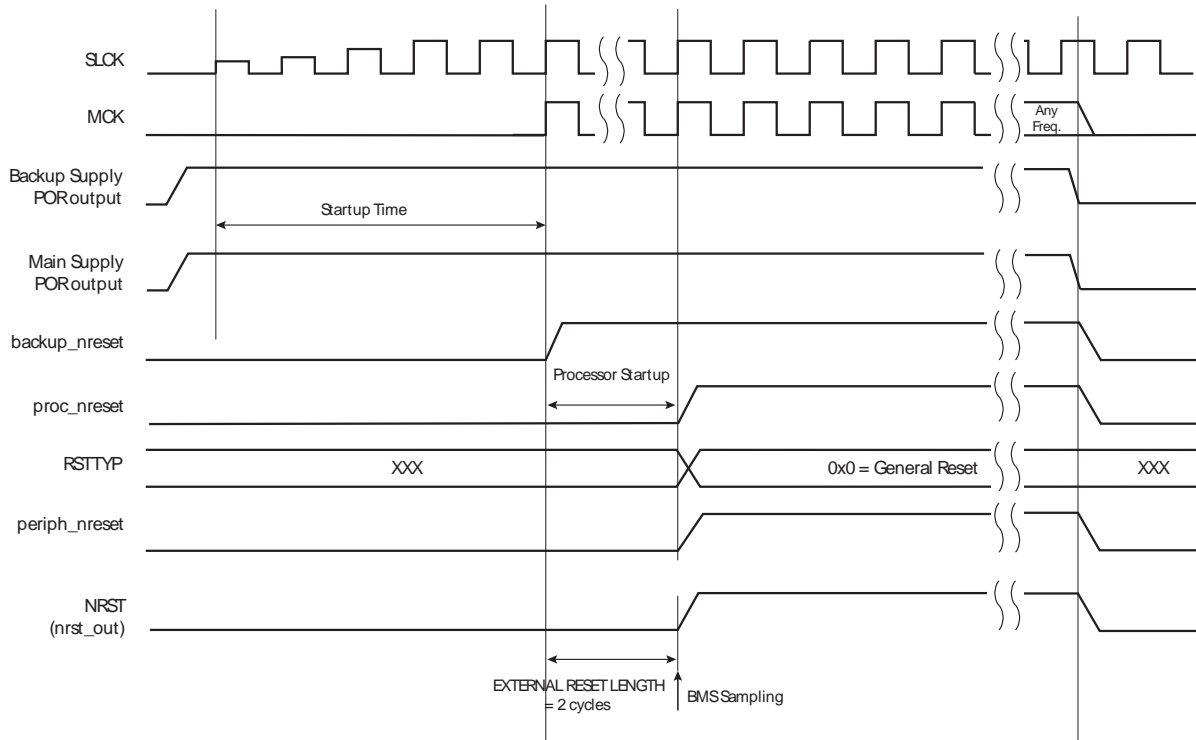 SLCK
MCK
Any
Freq.
Backup Supply
POR output
Startup Time
Main Supply
POR output
backup_nreset
Processor Startup
proc_nreset
RSTTYP
XXX
0x0 = General Reset
XXX
periph_nreset
NRST
(nrst_out)
EXTERNAL RESET LENGTH
= 2 cycles
BMS Sampling